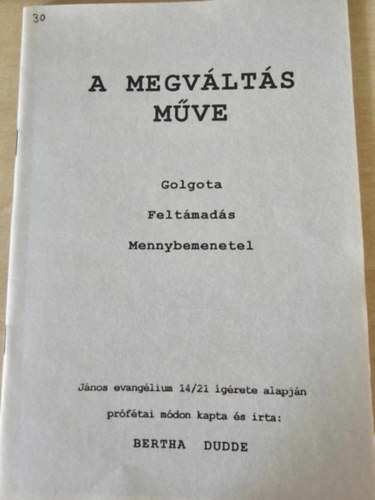 30
A MEGVÁLTÁS
MŰVE
Golgota
Feltámadás
Mennybemenetel
János evangélium 14/21 ígérete alapján
prófétai módon kapta és írta:
BERTHA DUDDE